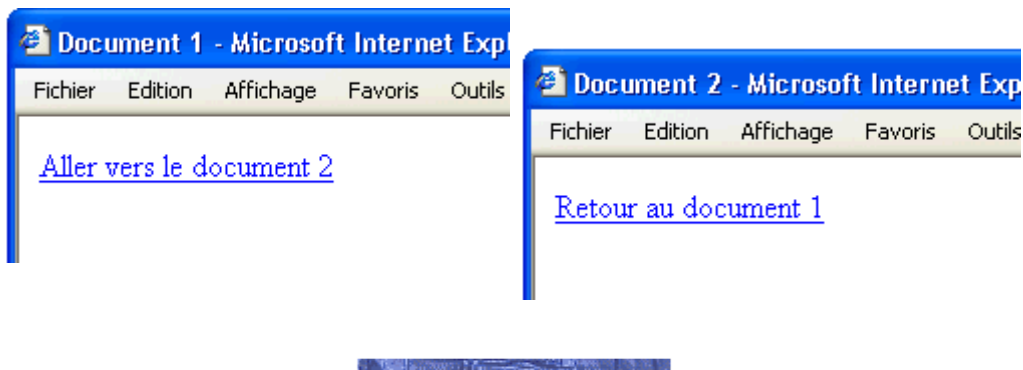 Document 1 - Microsoft Internet Expl
Fichier Edition Affichage Favoris Outils
Aller vers le document 2
Document 2 - Microsoft Internet Exp
Fichier Edition Affichage Favoris Outils
Retour au document 1